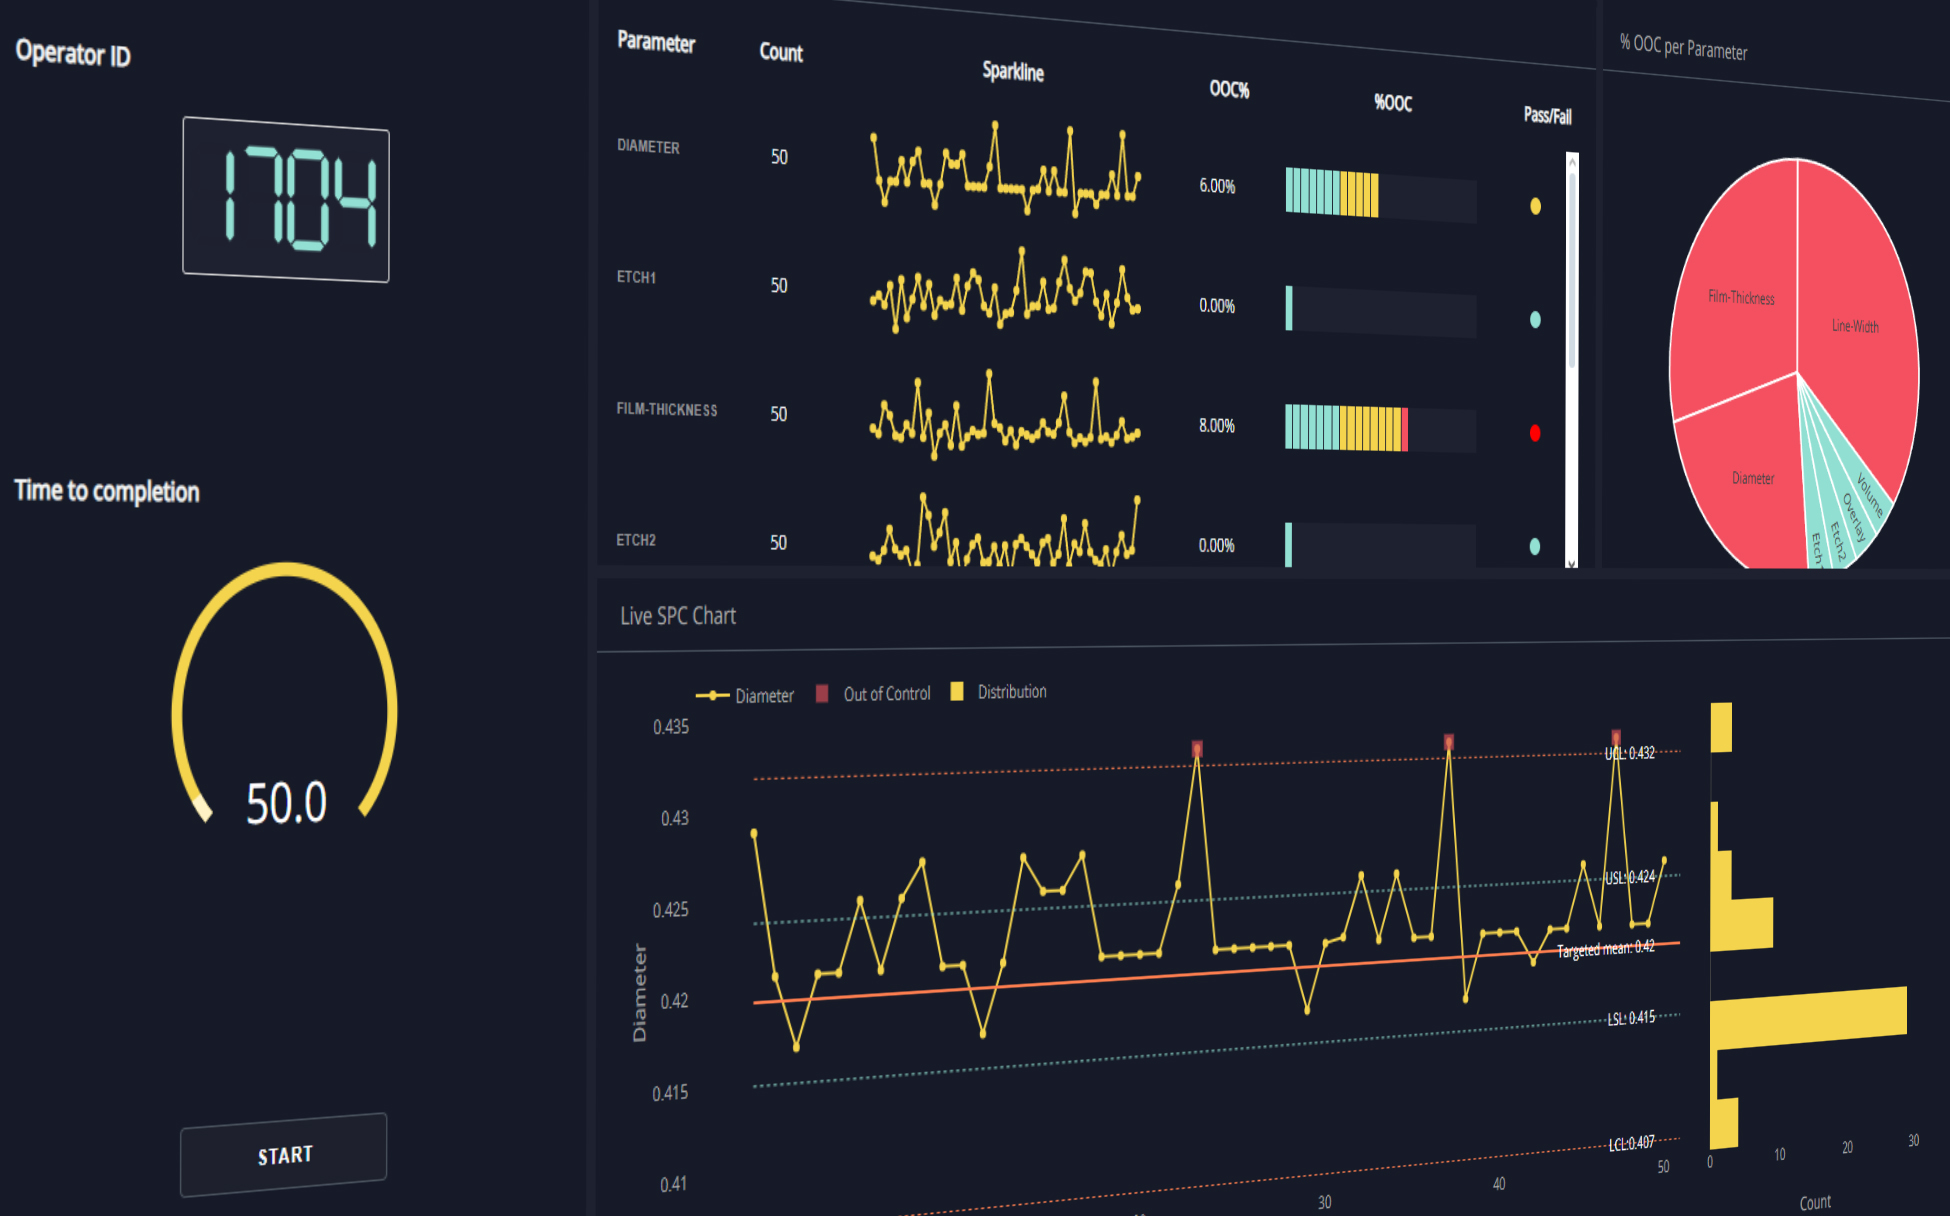 Operator ID
1704
Time to completion
50.0
START
Parameter Count Sparkline OOC% %OOC Pass/Fail
DIAMETER 50 6.00%
ETCH1 50 0.00%
FILM-THICKNESS 50 8.00%
ETCH2 50 0.00%
% OOC per Parameter
Film-Thickness
Line-Width
Diameter
Volume
Overlay
Etch2
Live SPC Chart
Diameter Out of Control Distribution
0.435
0.43
0.425
0.42
0.415
0.41
Diameter
UCL: 0.432
USL: 0.424
Targeted mean: 0.42
LSL: 0.415
LCL:0.407
30 40 50
0 10 20 30
Count